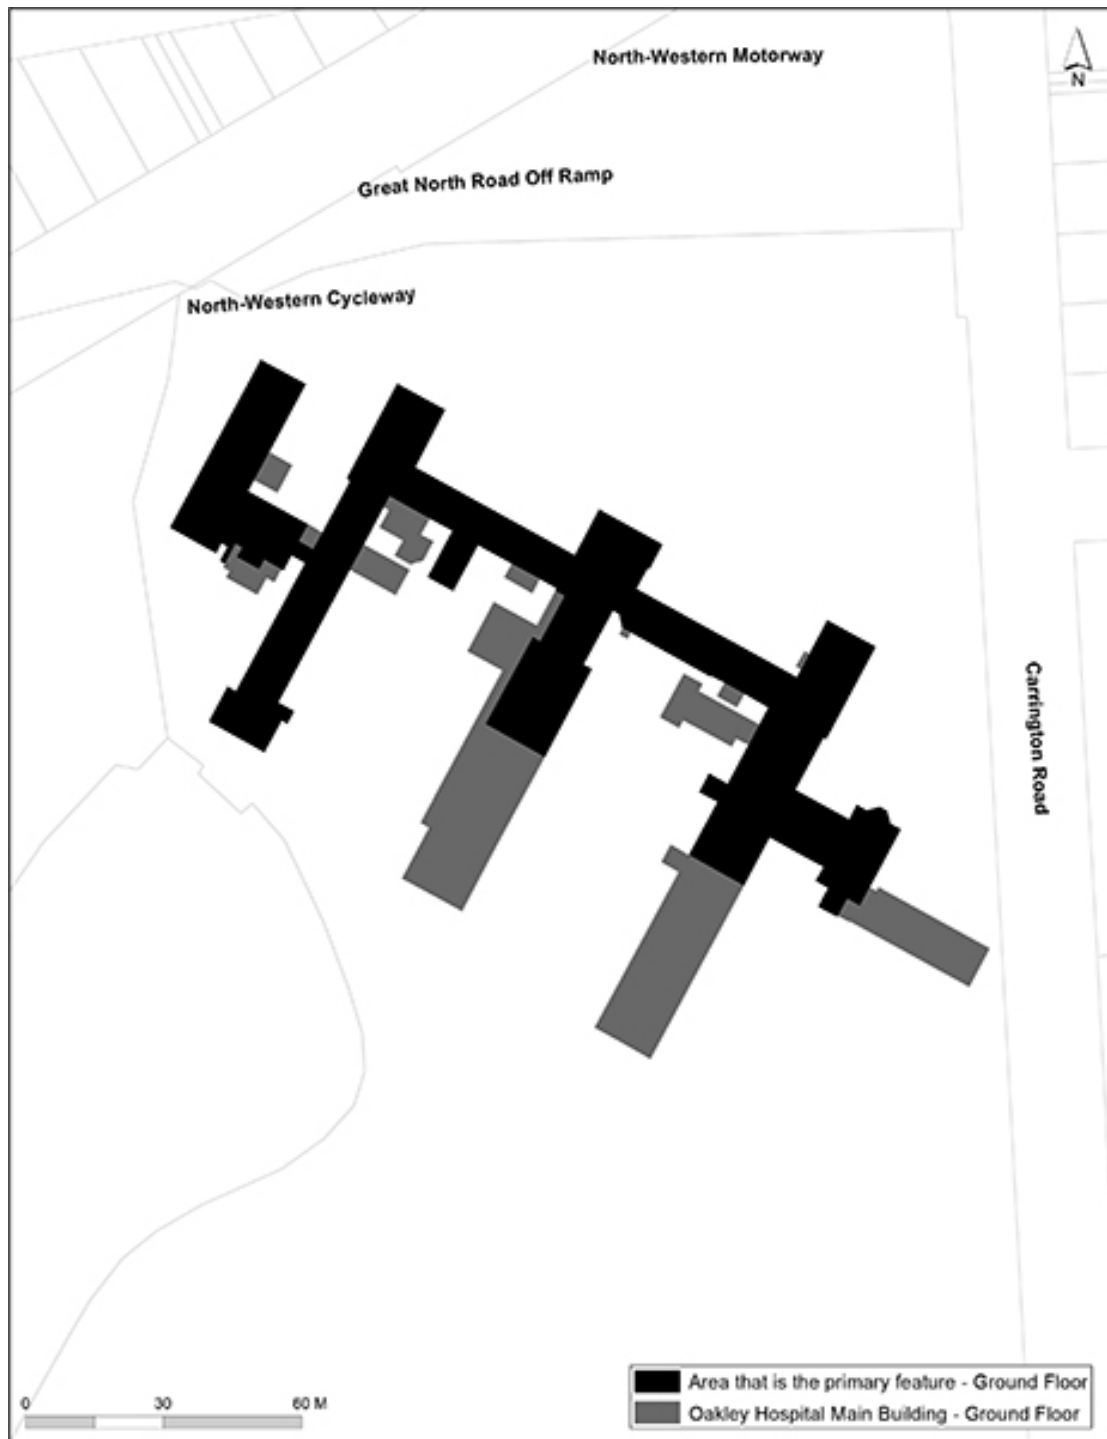 North-Western Motorway
N
Great North Road Off Ramp
North-Western Cycleway
Carrington Road
0 30 60 M
Area that is the primary feature - Ground Floor
Oakley Hospital Main Building - Ground Floor